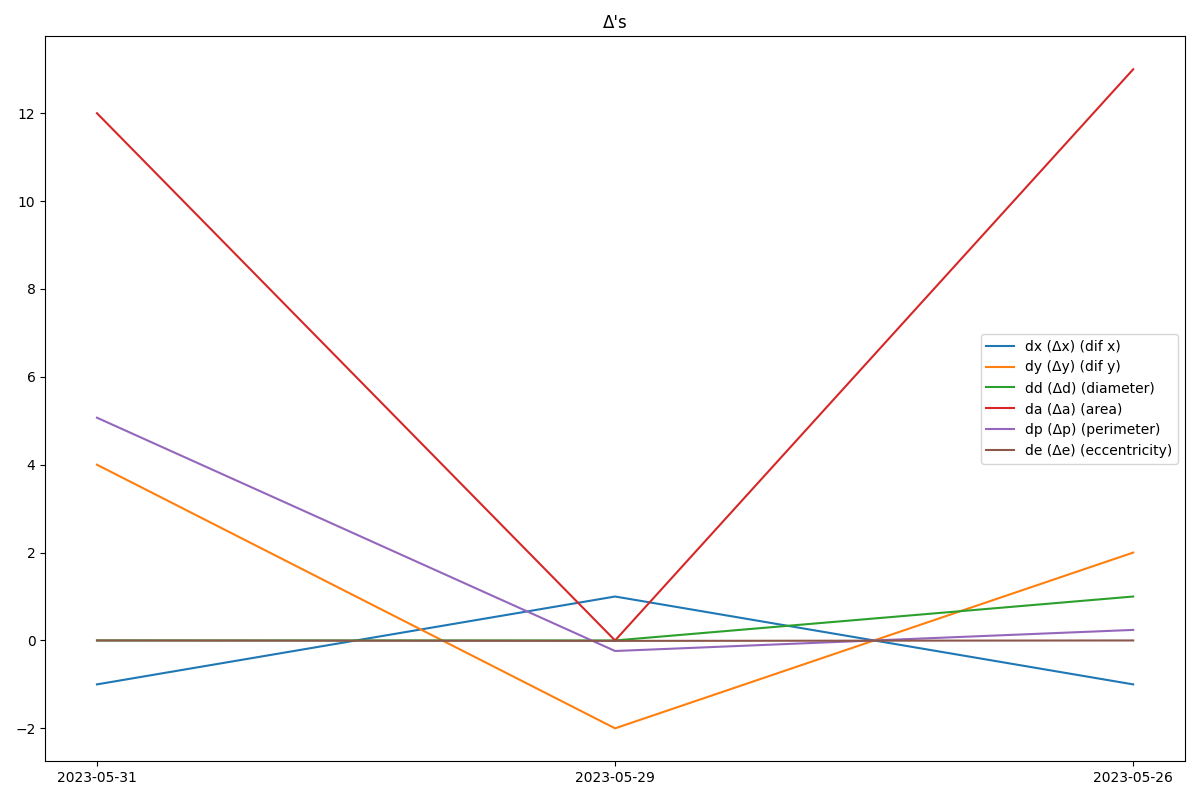 Δ's
12
10
8
6
4
2
0
−2
2023-05-31
2023-05-29
2023-05-26
dx (Δx) (dif x)
dy (Δy) (dif y)
dd (Δd) (diameter)
da (Δa) (area)
dp (Δp) (perimeter)
de (Δe) (eccentricity)